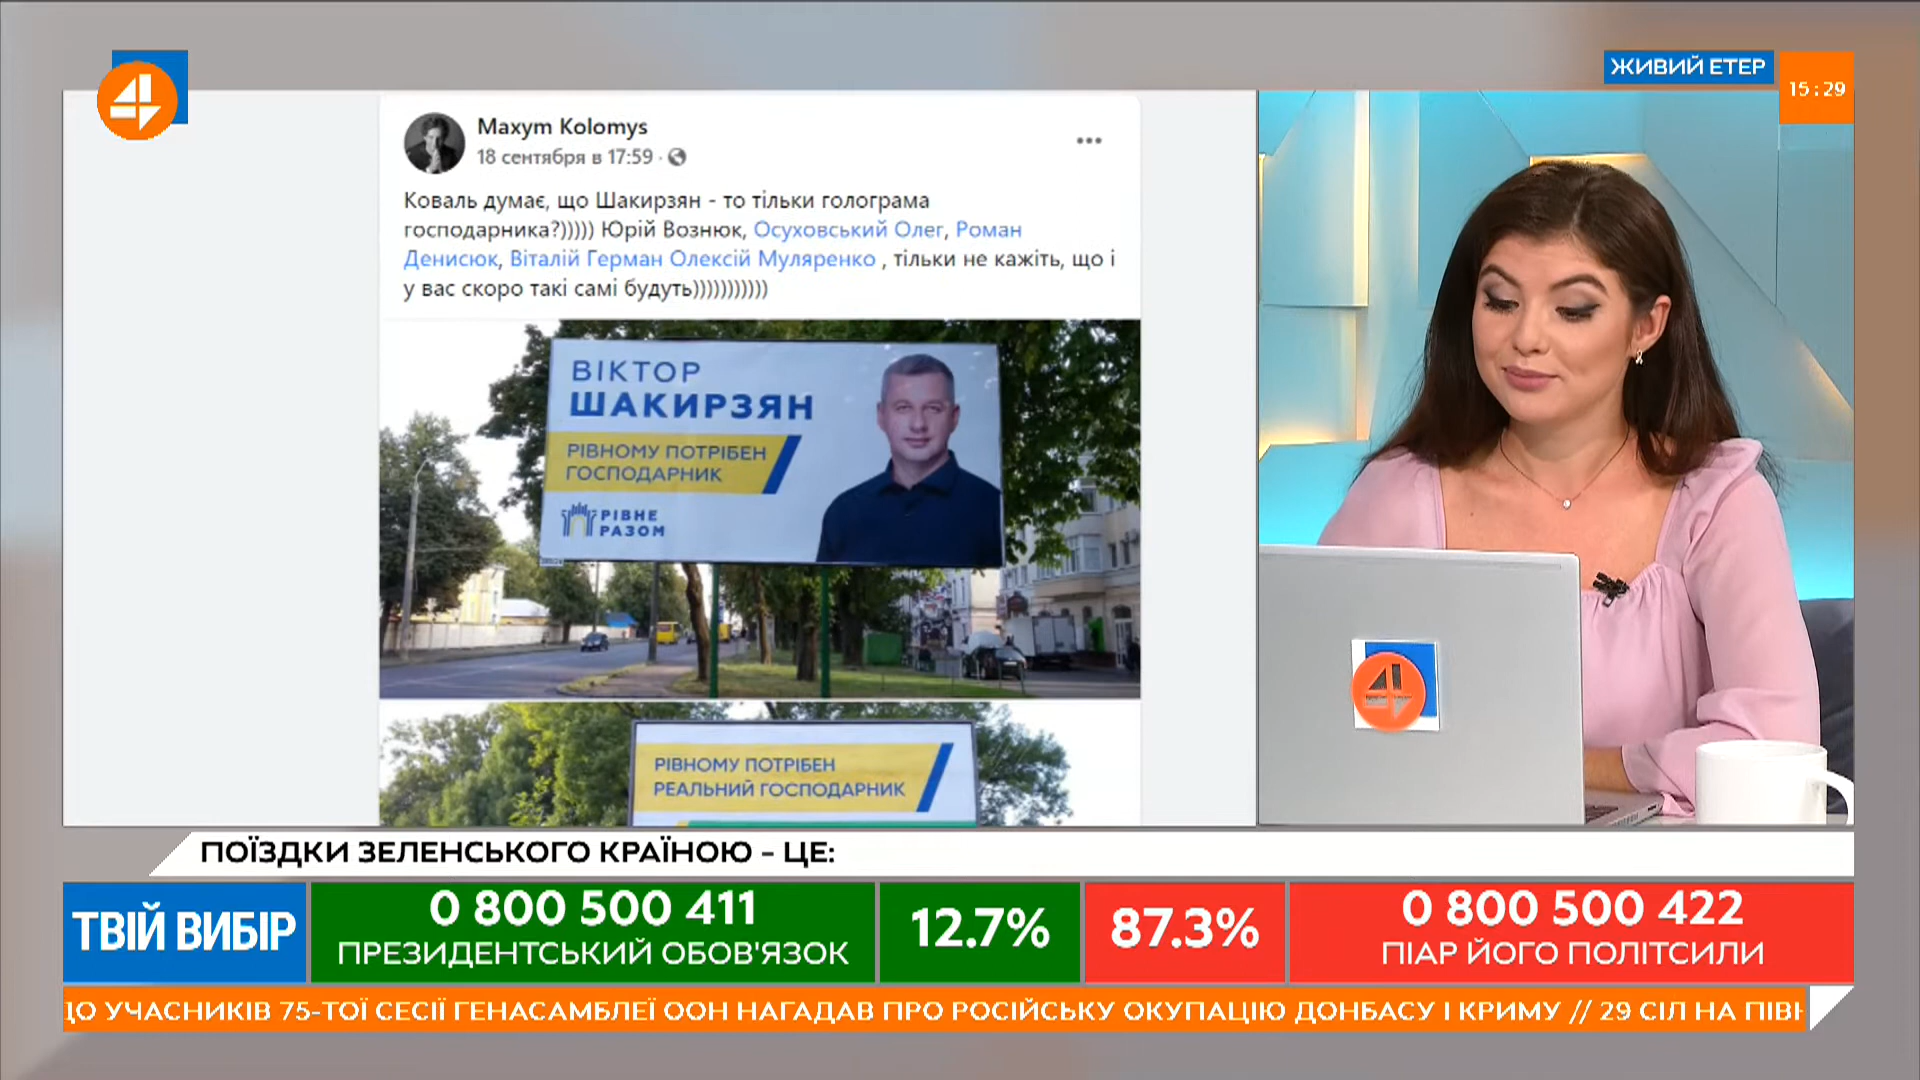 ЖИВИЙ ЕТЕР
15:29
4
Maxym Kolomys
18 сентября в 17:59 ·
Коваль думає, що Шакирзян - то тільки голограма
господарника?))))) Юрій Вознюк, Осуховський Олег, Роман
Денисюк, Віталій Герман Олексій Муляренко , тільки не кажіть, що і
у вас скоро такі самі будуть)))))))))))
ВІКТОР
ШАКИРЗЯН
РІВНОМУ ПОТРІБЕН
ГОСПОДАРНИК
РІВНЕ
РАЗОМ
РІВНОМУ ПОТРІБЕН
РЕАЛЬНИЙ ГОСПОДАРНИК
4
ПОЇЗДКИ ЗЕЛЕНСЬКОГО КРАЇНОЮ – ЦЕ:
ТВІЙ ВИБІР
0 800 500 411
ПРЕЗИДЕНТСЬКИЙ ОБОВ'ЯЗОК
12.7%
87.3%
0 800 500 422
ПІАР ЙОГО ПОЛІТСИЛИ
ДО УЧАСНИКІВ 75-ТОЇ СЕСІЇ ГЕНАСАМБЛЕЇ ООН НАГАДАВ ПРО РОСІЙСЬКУ ОКУПАЦІЮ ДОНБАСУ І КРИМУ // 29 СІЛ НА ПІВН